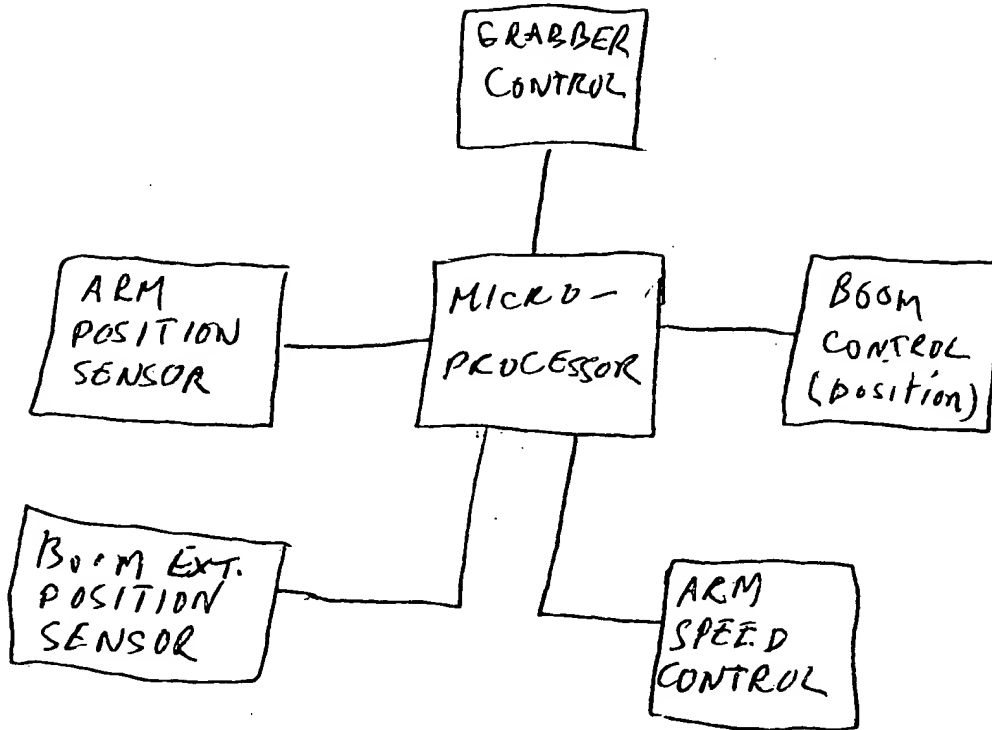 GRABBER
CONTROL
ARM
POSITION
SENSOR
MICRO-
PROCESSOR
BOOM
CONTROL
(position)
BOOM EXT.
POSITION
SENSOR
ARM
SPEED
CONTROL